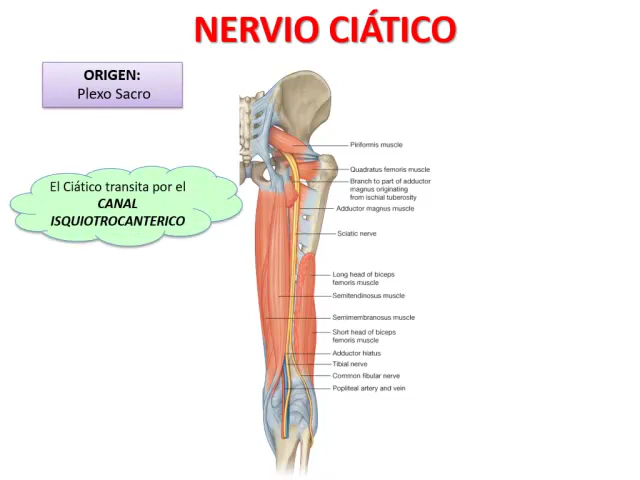 NERVIO CIÁTICO
ORIGEN:
Plexo Sacro
El Ciático transita por el
CANAL
ISQUIOTROCANTERICO
Piriformis muscle
Quadratus femoris muscle
Branch to part of adductor
magnus originating
from ischial tuberosity
Adductor magnus muscle
Sciatic nerve
Long head of biceps
femoris muscle
Semitendinosus muscle
Semimembranosus muscle
Short head of biceps
femoris muscle
Adductor hiatus
Tibial nerve
Common fibular nerve
Popliteal artery and vein